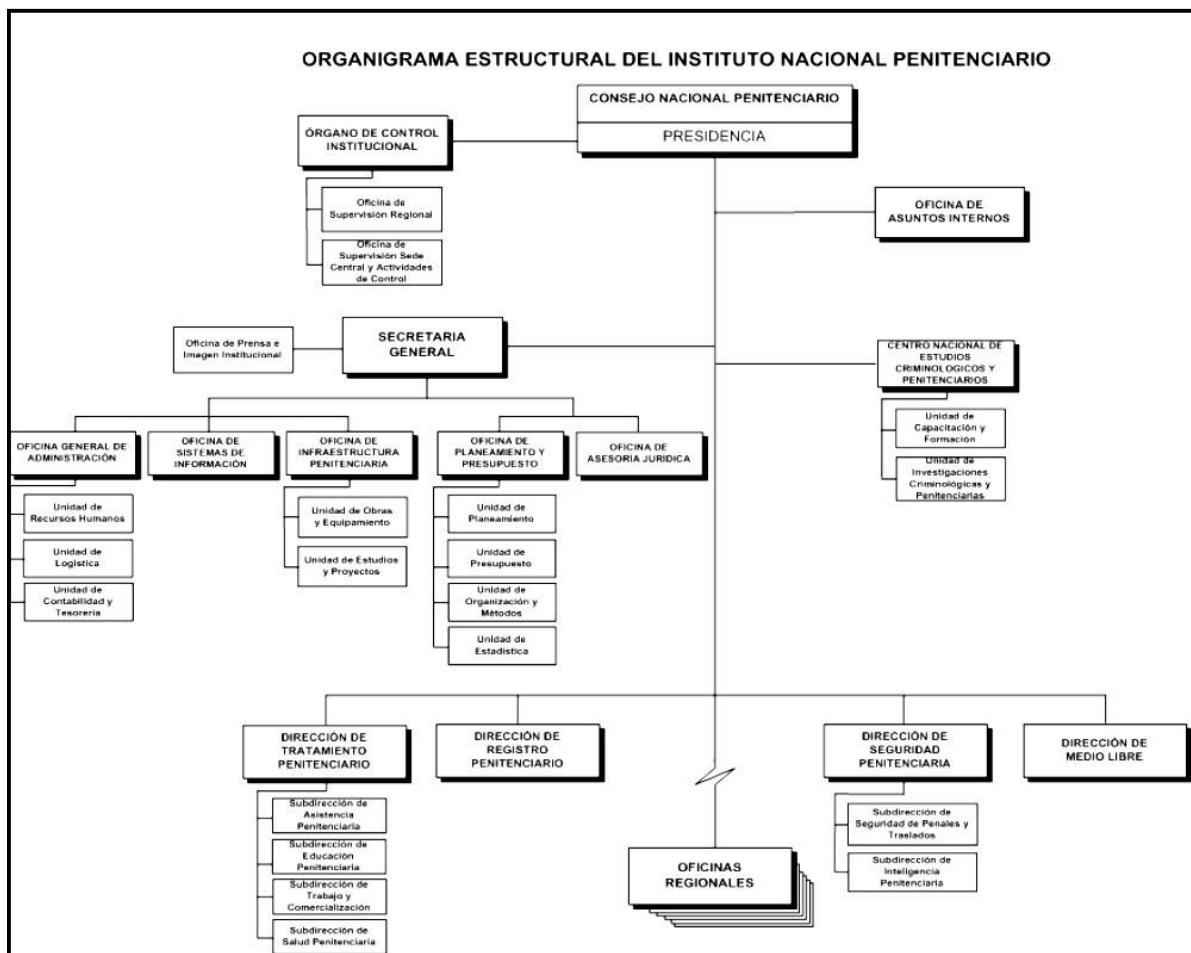 ORGANIGRAMA ESTRUCTURAL DEL INSTITUTO NACIONAL PENITENCIARIO
CONSEJO NACIONAL PENITENCIARIO
PRESIDENCIA
ÓRGANO DE CONTROL
INSTITUCIONAL
Oficina de
Supervisión Regional
Oficina de
Supervisión Sede
Central y Actividades
de Control
OFICINA DE
ASUNTOS INTERNOS
Oficina de Prensa e
Imagen Institucional
SECRETARIA
GENERAL
CENTRO NACIONAL DE
ESTUDIOS
CRIMINOLOGICOS Y
PENITENCIARIOS
Unidad de
Capacitación y
Formación
Unidad de
Investigaciones
Criminológicas y
Penitenciarias
OFICINA GENERAL DE
ADMINISTRACIÓN
Unidad de
Recursos Humanos
Unidad de
Logística
Unidad de
Contabilidad y
Tesorería
OFICINA DE
SISTEMAS DE
INFORMACIÓN
OFICINA DE
INFRAESTRUCTURA
PENITENCIARIA
Unidad de Obras
y Equipamiento
Unidad de Estudios
y Proyectos
OFICINA DE
PLANEAMIENTO Y
PRESUPUESTO
Unidad de
Planeamiento
Unidad de
Presupuesto
Unidad de
Organización y
Métodos
Unidad de
Estadística
OFICINA DE
ASESORÍA JURIDICA
DIRECCIÓN DE
TRATAMIENTO
PENITENCIARIO
Subdirección de
Asistencia
Penitenciaria
Subdirección de
Educación
Penitenciaria
Subdirección de
Trabajo y
Comercialización
Subdirección de
Salud Penitenciaria
DIRECCIÓN DE
REGISTRO
PENITENCIARIO
OFICINAS
REGIONALES
DIRECCIÓN DE
SEGURIDAD
PENITENCIARIA
Subdirección de
Seguridad de Penales y
Traslados
Subdirección de
Inteligencia
Penitenciaria
DIRECCIÓN DE
MEDIO LIBRE